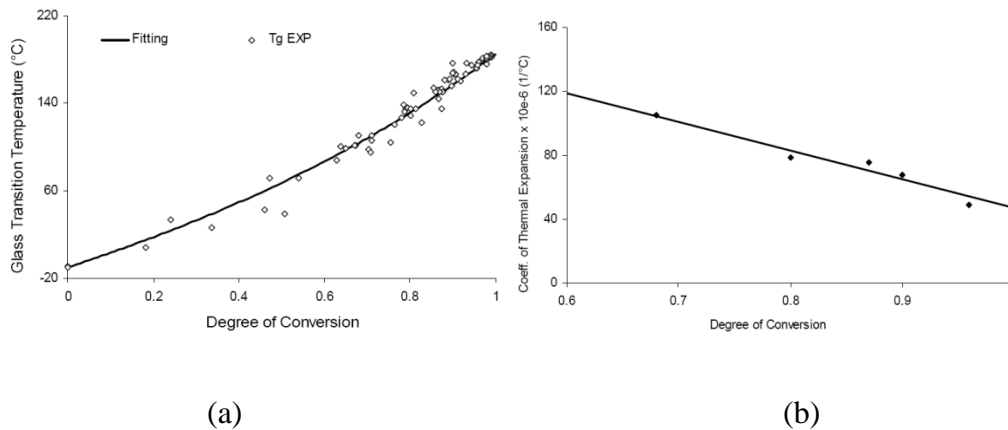 220
140
60
-20
Glass Transition Temperature (°C)
Fitting
Tg EXP
0
0.2
0.4
0.6
0.8
1
Degree of Conversion
160
120
80
40
0
Coeff. of Thermal Expansion x 10e-6 (1/°C)
0.6
0.7
0.8
0.9
Degree of Conversion
(a)
(b)